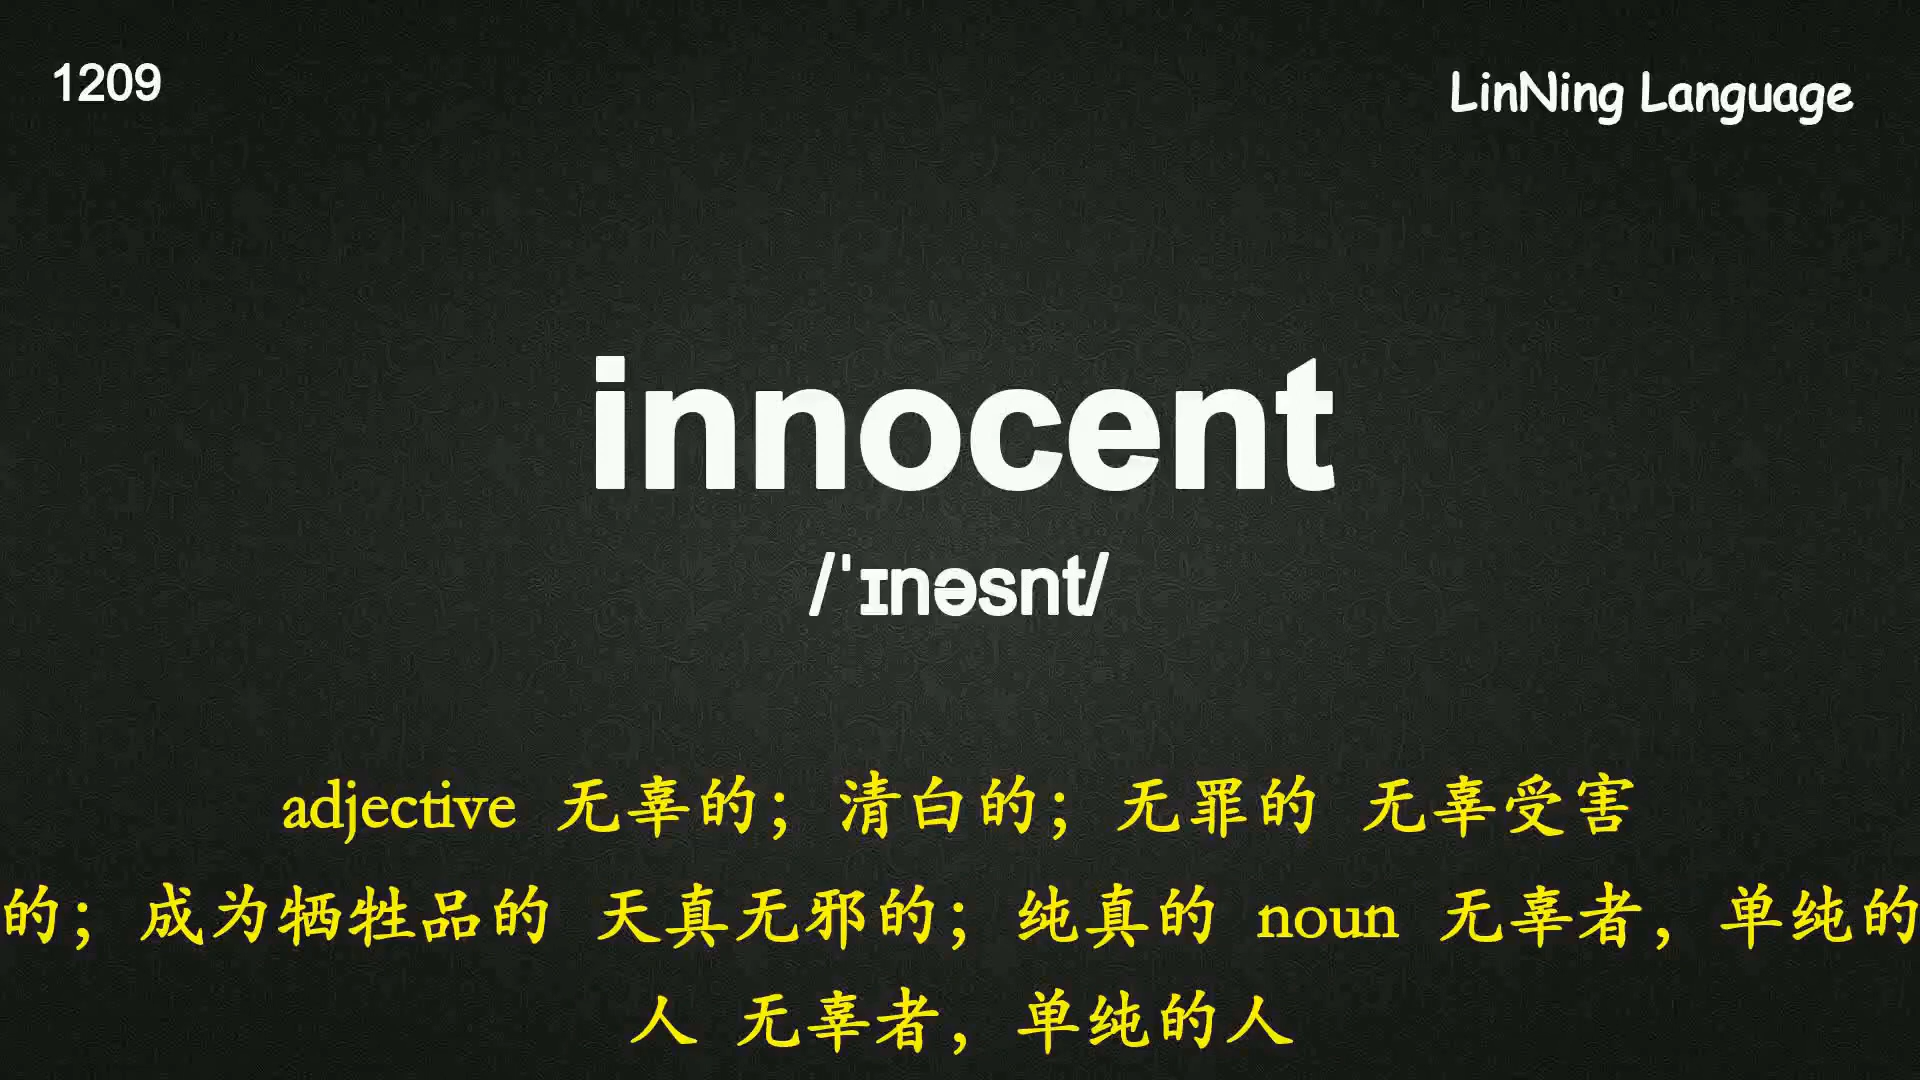 1209
LinNing Language
innocent
/ˈɪnəsnt/
adjective 无辜的；清白的；无罪的 无辜受害
的；成为牺牲品的 天真无邪的；纯真的 noun 无辜者，单纯的
人 无辜者，单纯的人